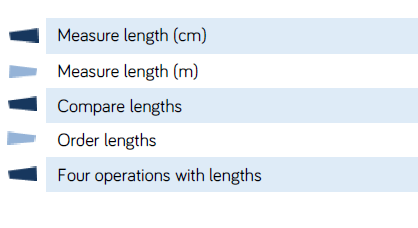 Measure length (cm)
Measure length (m)
Compare lengths
Order lengths
Four operations with lengths